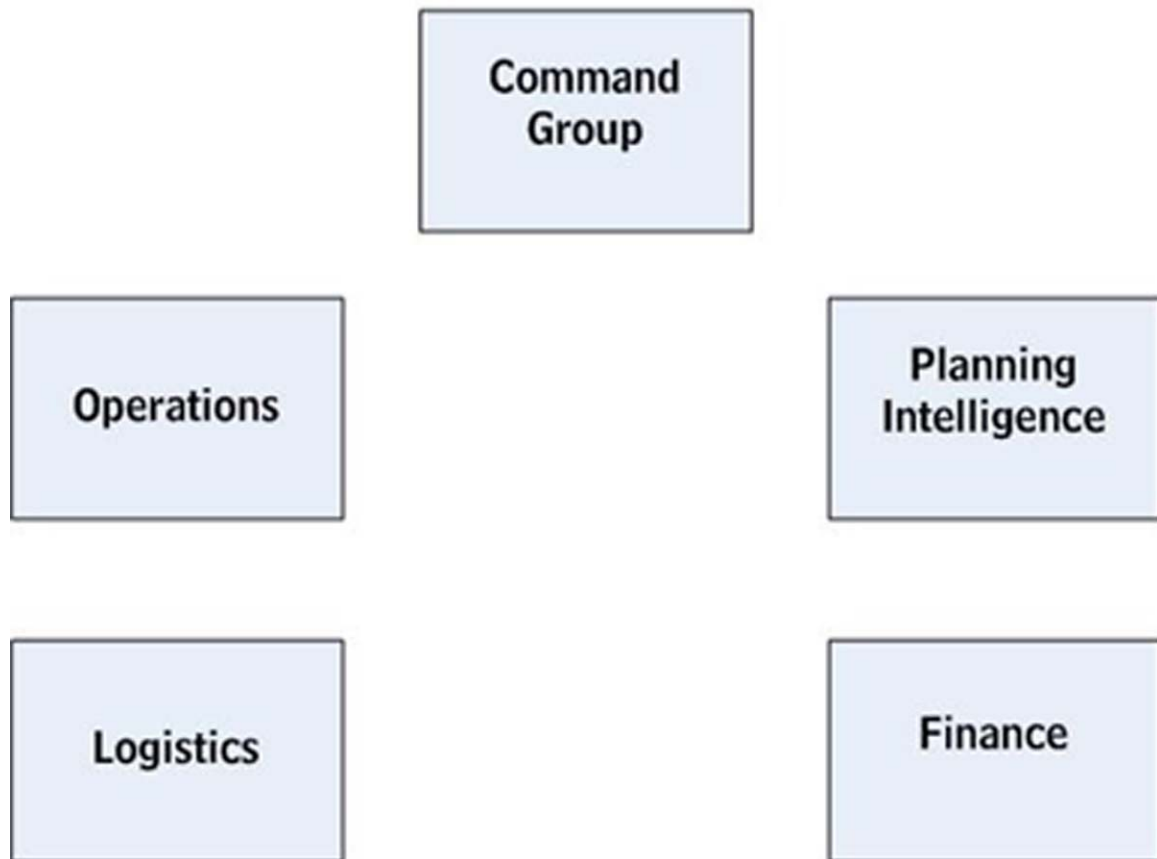 Command
Group
Operations
Planning
Intelligence
Logistics
Finance